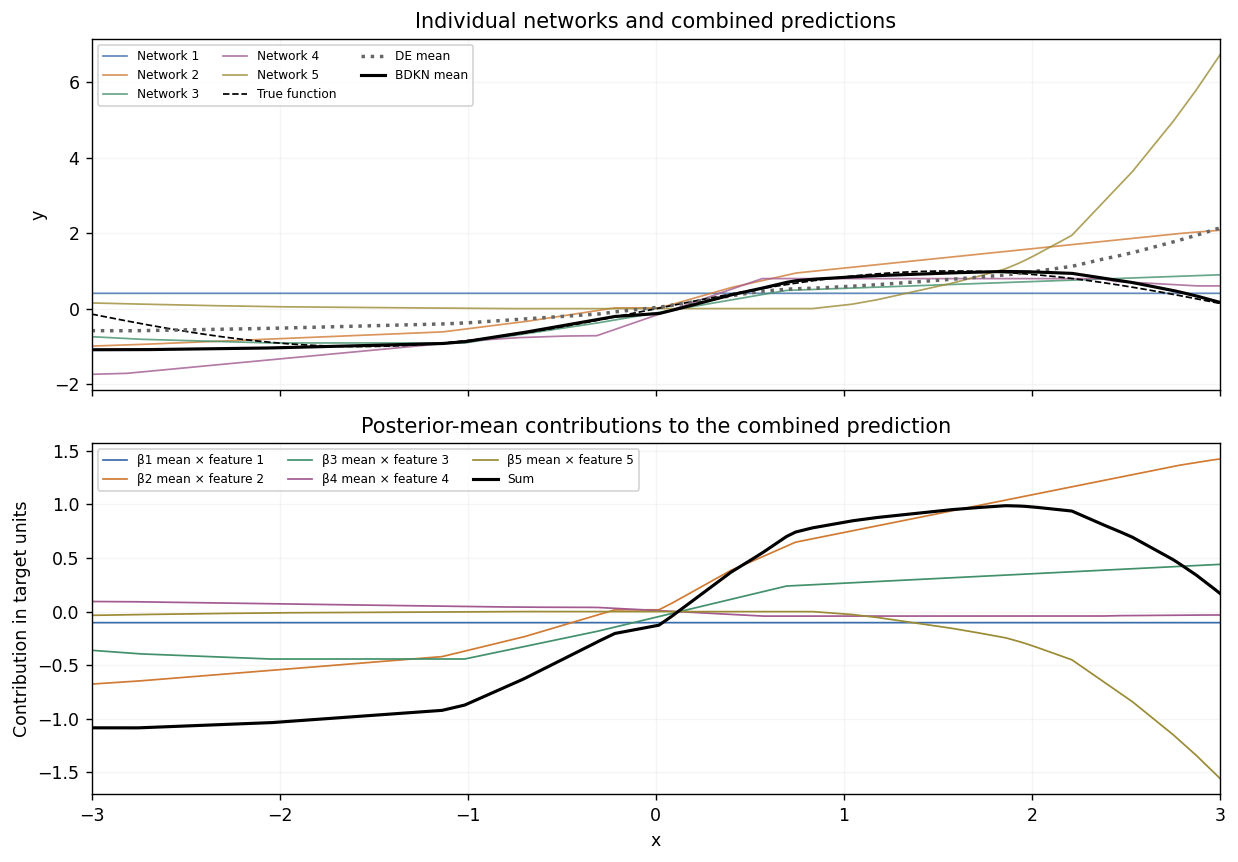 Individual networks and combined predictions
Network 1
Network 2
Network 3
Network 4
Network 5
True function
DE mean
BDKN mean
6
4
2
0
−2
y
Posterior-mean contributions to the combined prediction
β1 mean × feature 1
β2 mean × feature 2
β3 mean × feature 3
β4 mean × feature 4
β5 mean × feature 5
Sum
1.5
1.0
0.5
0.0
−0.5
−1.0
−1.5
Contribution in target units
−3
−2
−1
0
1
2
3
x